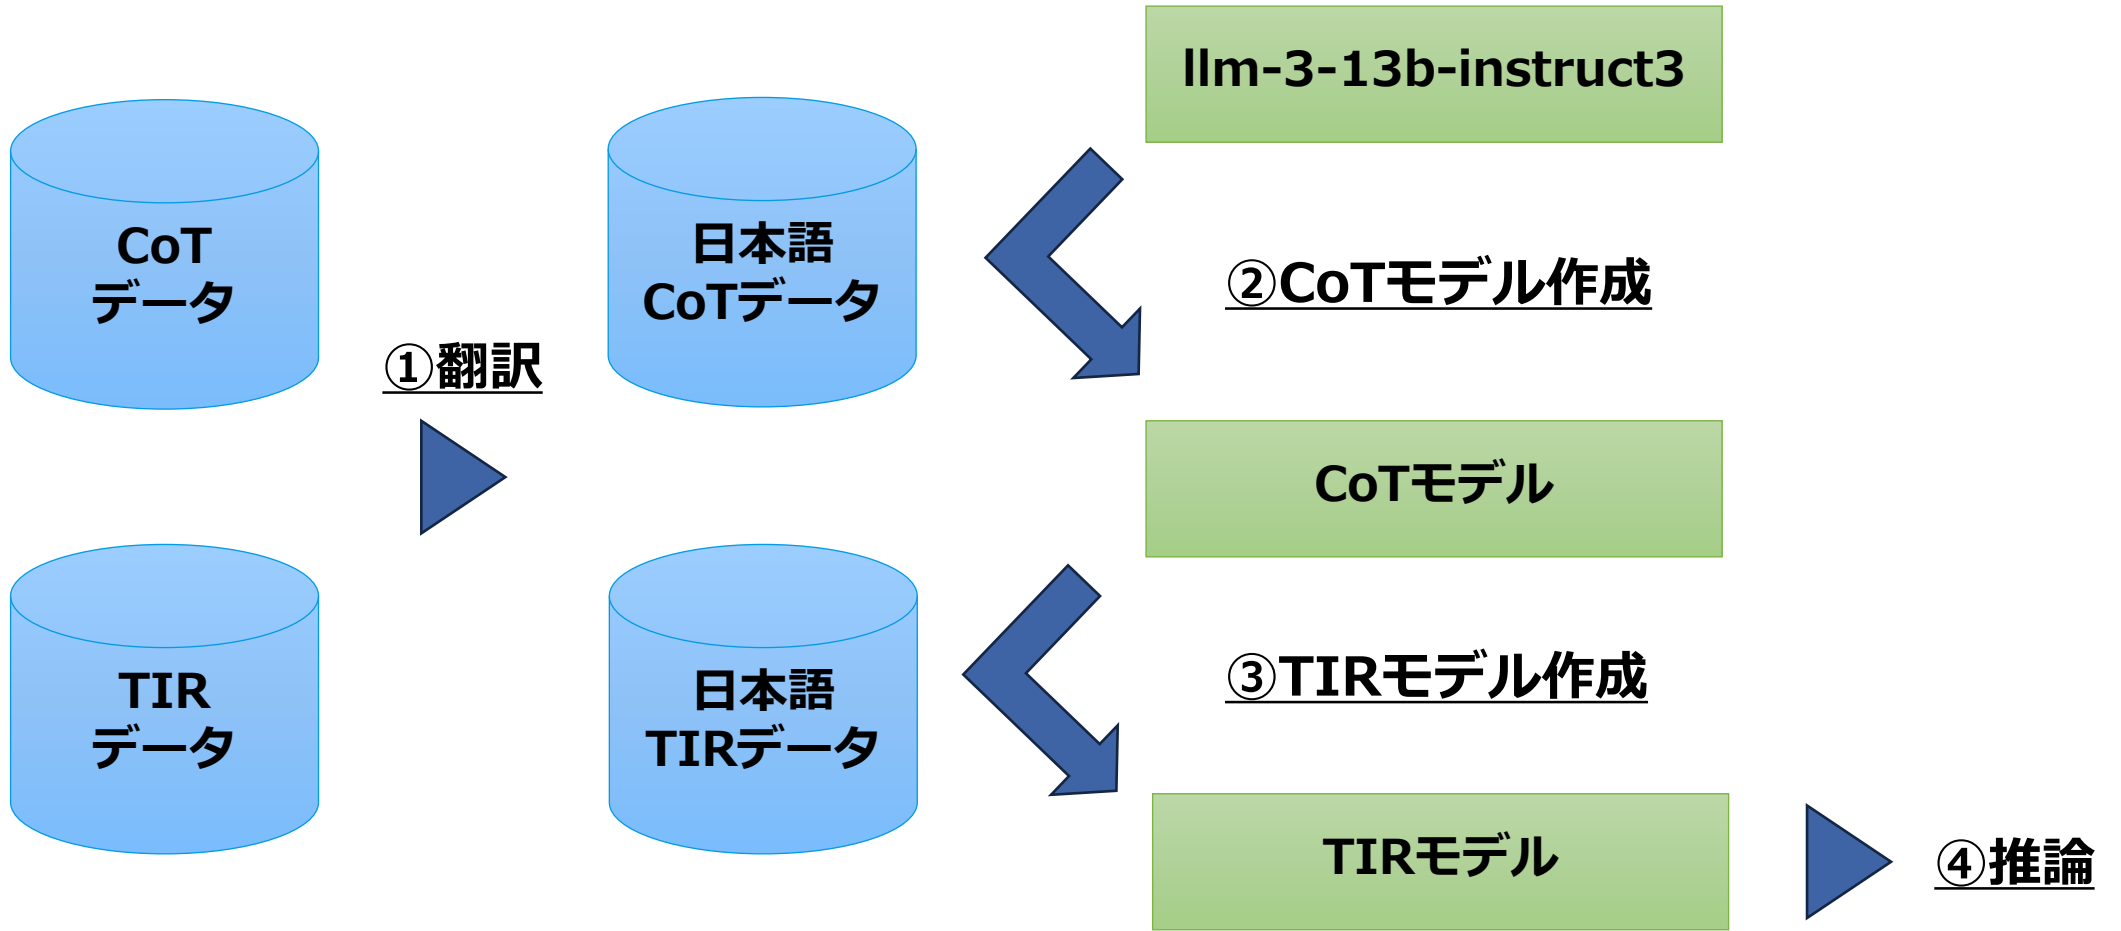 CoT
データ
TIR
データ
①翻訳
日本語
CoTデータ
日本語
TIRデータ
llm-3-13b-instruct3
②CoTモデル作成
CoTモデル
③TIRモデル作成
TIRモデル
④推論